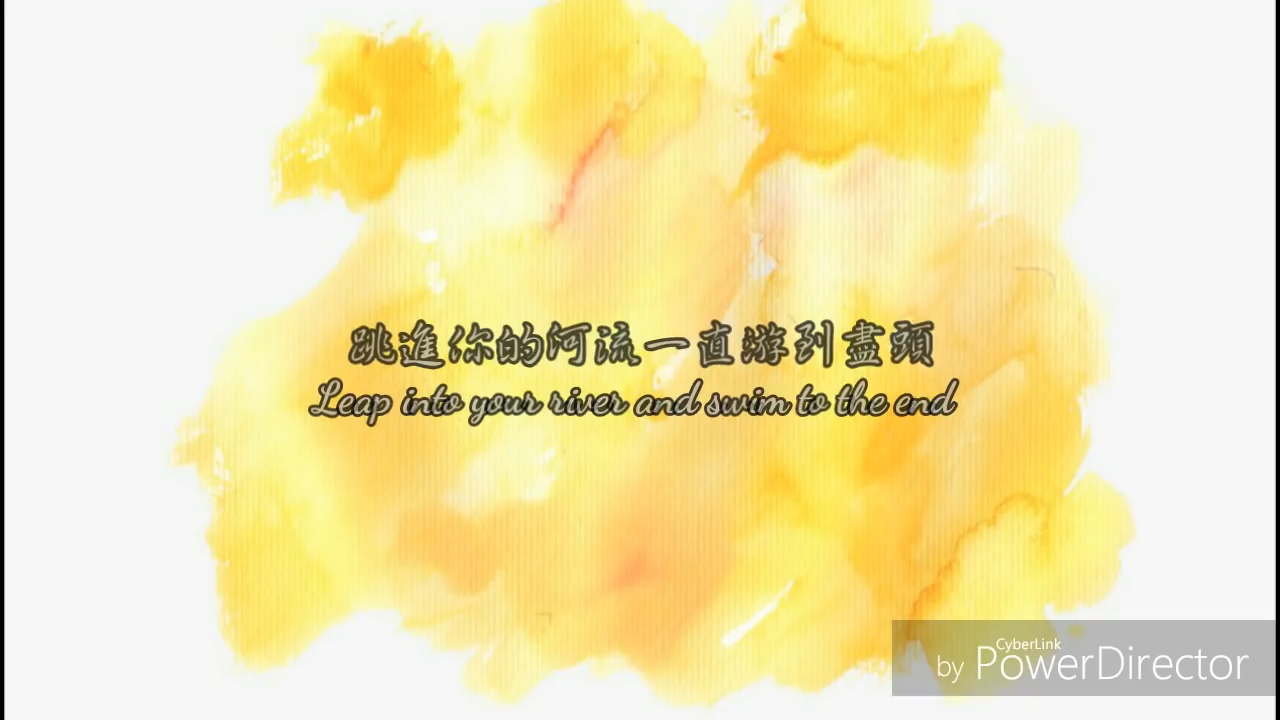 跳進你的河流一直游到盡頭
Leap into your river and swim to the end
CyberLink
by PowerDirector